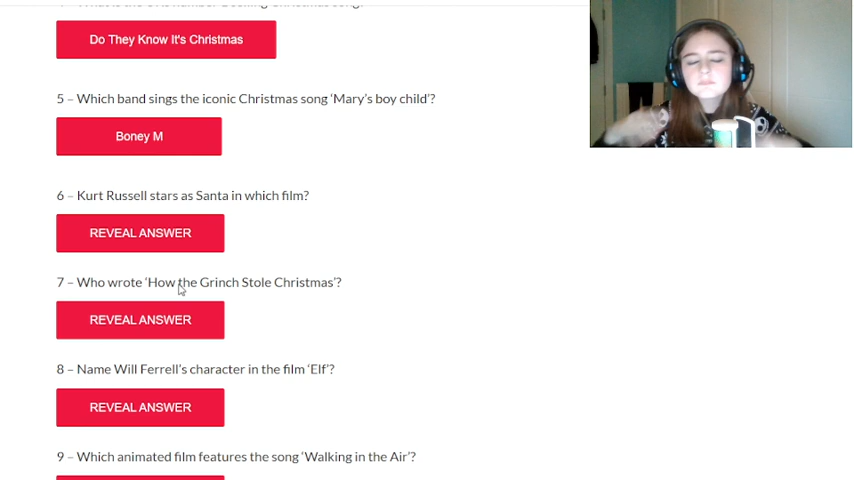 Do They Know It's Christmas
5 – Which band sings the iconic Christmas song ‘Mary’s boy child’?
Boney M
6 – Kurt Russell stars as Santa in which film?
REVEAL ANSWER
7 – Who wrote ‘How the Grinch Stole Christmas’?
REVEAL ANSWER
8 – Name Will Ferrell’s character in the film ‘Elf’?
REVEAL ANSWER
9 – Which animated film features the song ‘Walking in the Air’?